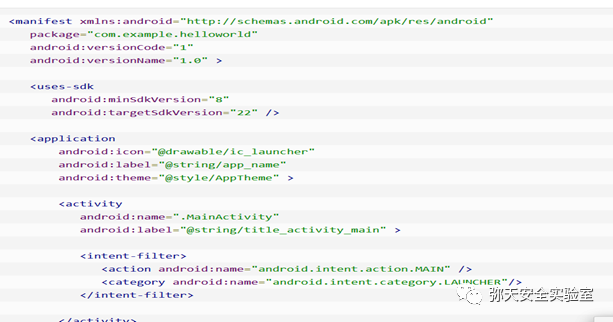 <manifest xmlns:android="http://schemas.android.com/apk/res/android"
package="com.example.helloworld"
android:versionCode="1"
android:versionName="1.0" >
<uses-sdk
android:minSdkVersion="8"
android:targetSdkVersion="22" />
<application
android:icon="@drawable/ic_launcher"
android:label="@string/app_name"
android:theme="@style/AppTheme" >
<activity
android:name=".MainActivity"
android:label="@string/title_activity_main" >
<intent-filter>
<action android:name="android.intent.action.MAIN" />
<category android:name="android.intent.category.LAUNCHER"/>
</intent-filter>
</activity>
弥天安全实验室